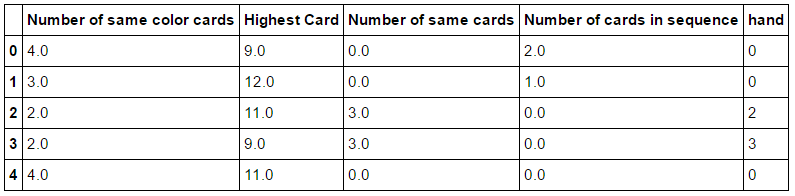 Number of same color cards Highest Card Number of same cards Number of cards in sequence hand
0 4.0 9.0 0.0 2.0 0
1 3.0 12.0 0.0 1.0 0
2 2.0 11.0 3.0 0.0 2
3 2.0 9.0 3.0 0.0 3
4 4.0 11.0 0.0 0.0 0